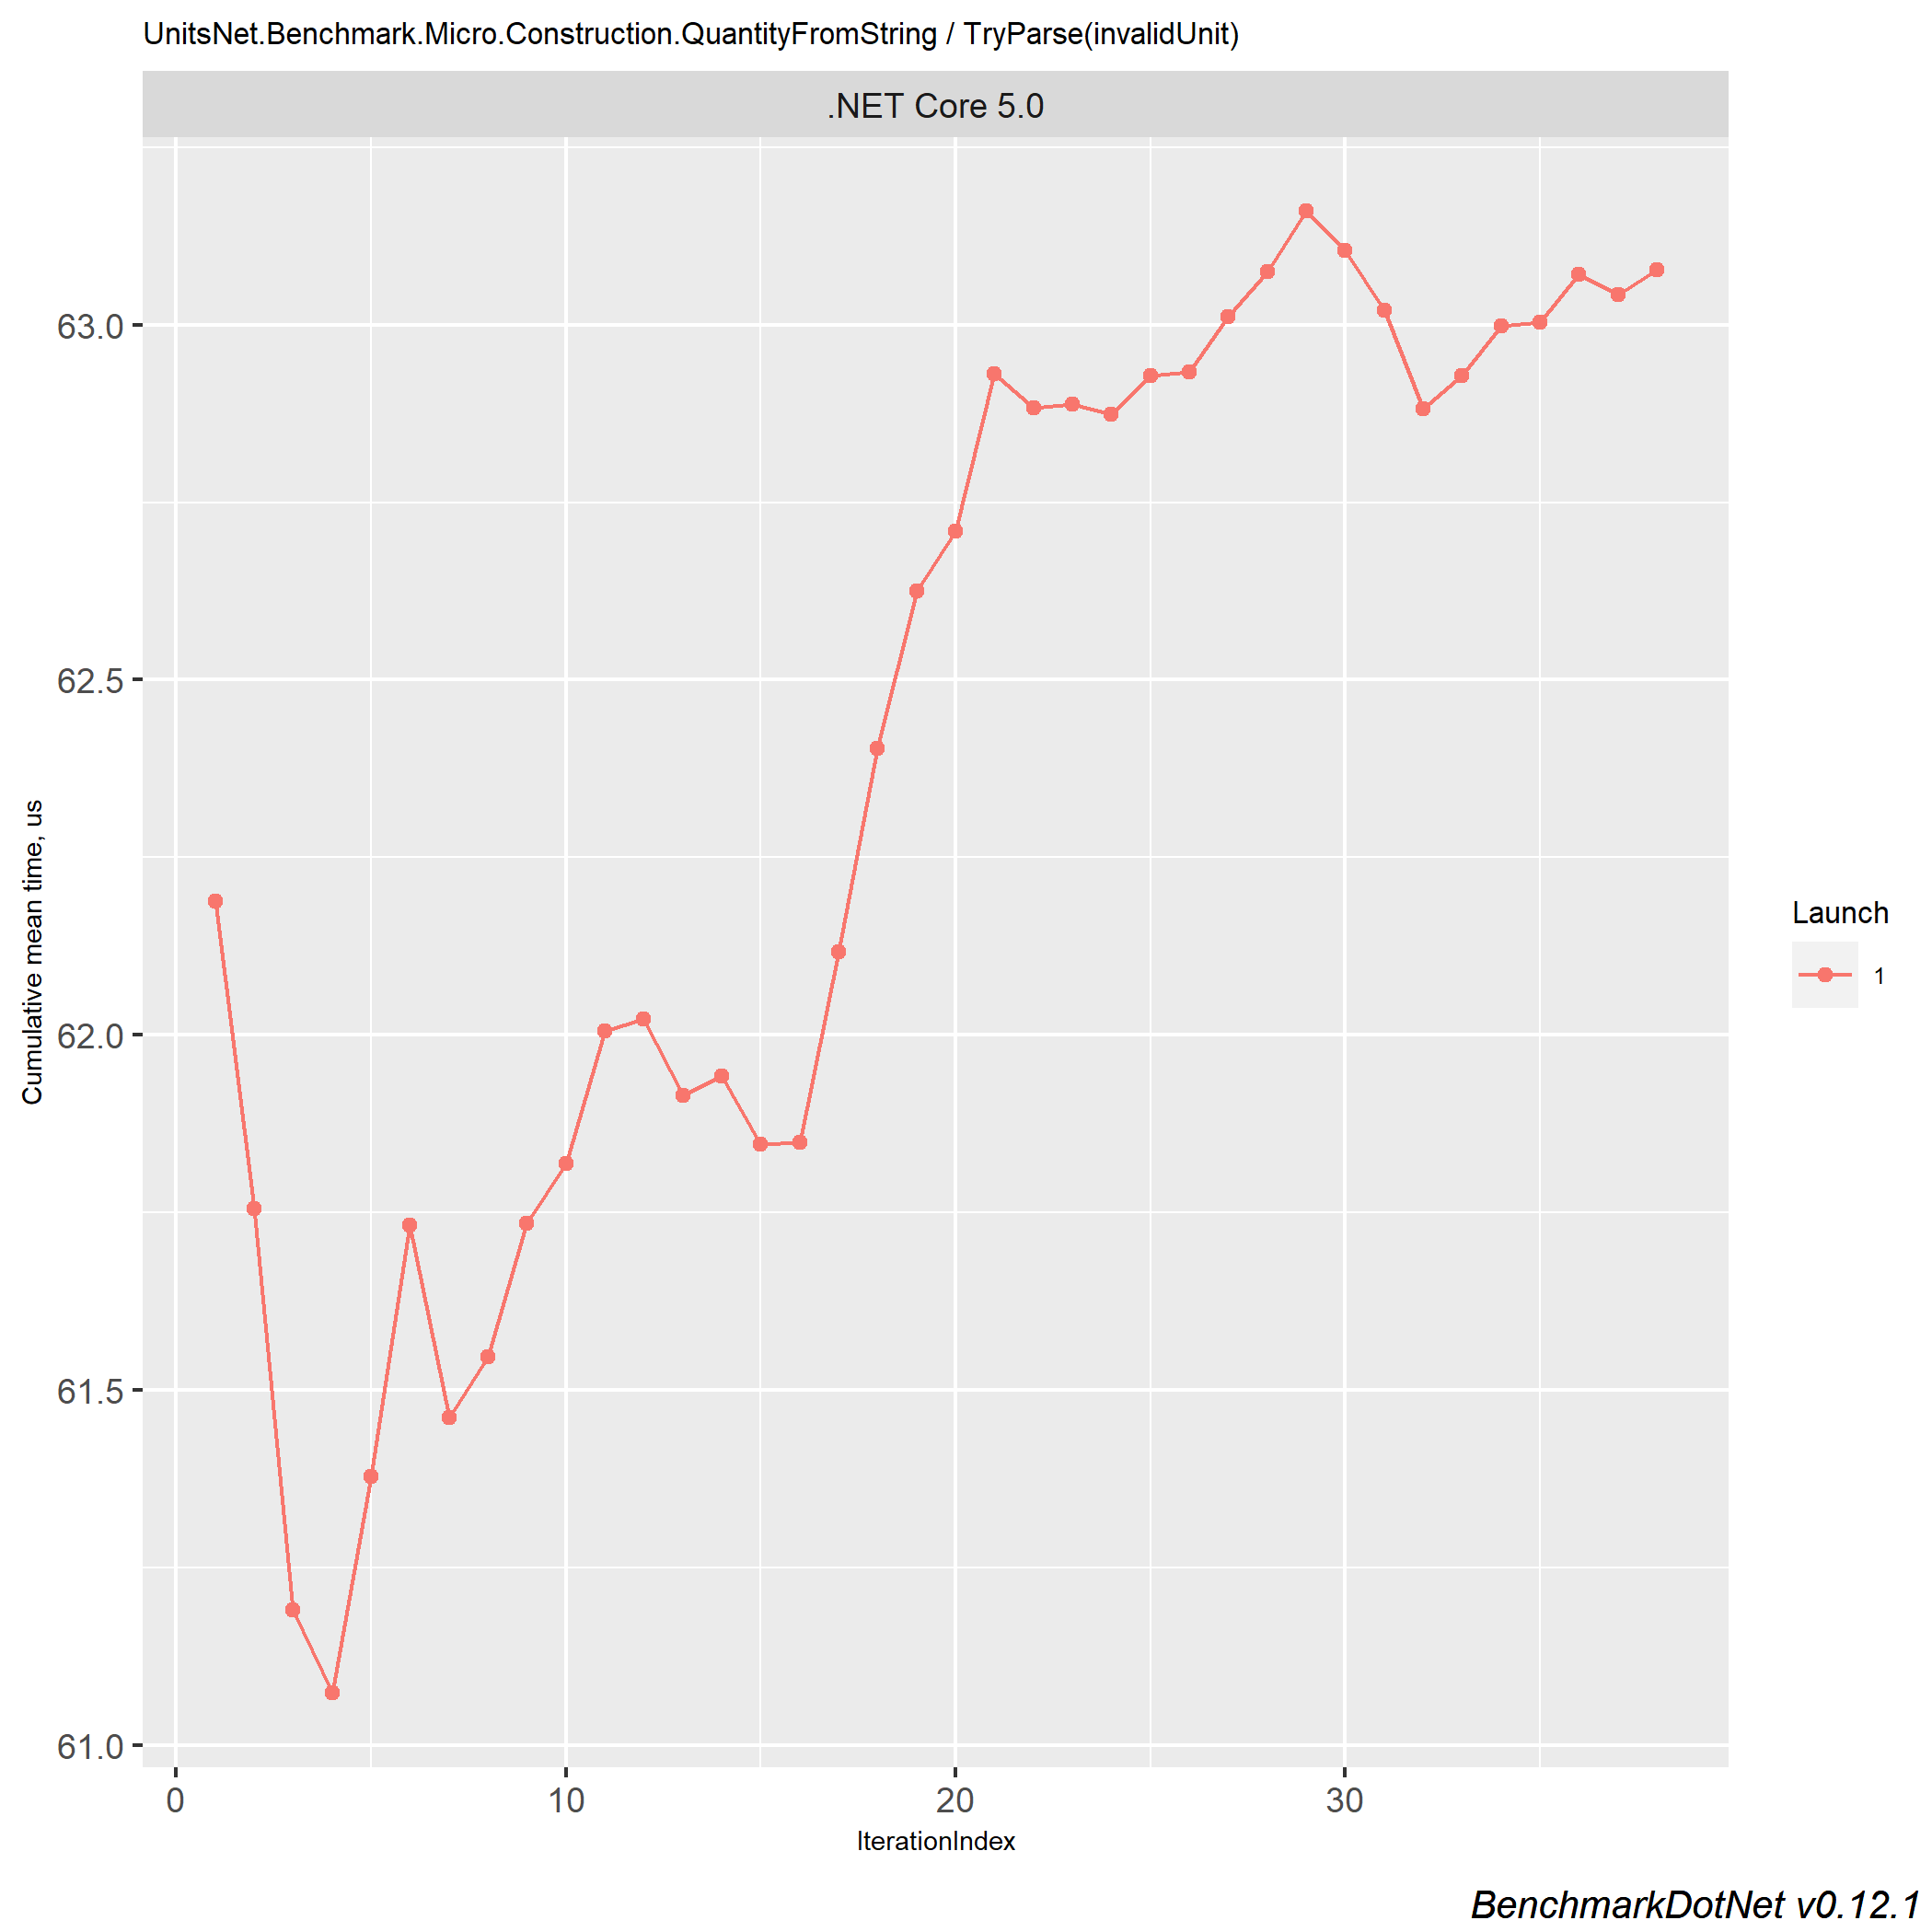 UnitsNet.Benchmark.Micro.Construction.QuantityFromString / TryParse(invalidUnit)
.NET Core 5.0
63.0
62.5
62.0
61.5
61.0
Cumulative mean time, us
0 10 20 30
IterationIndex
Launch
1
BenchmarkDotNet v0.12.1